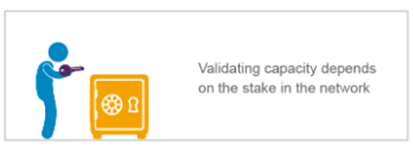 Validating capacity depends
on the stake in the network